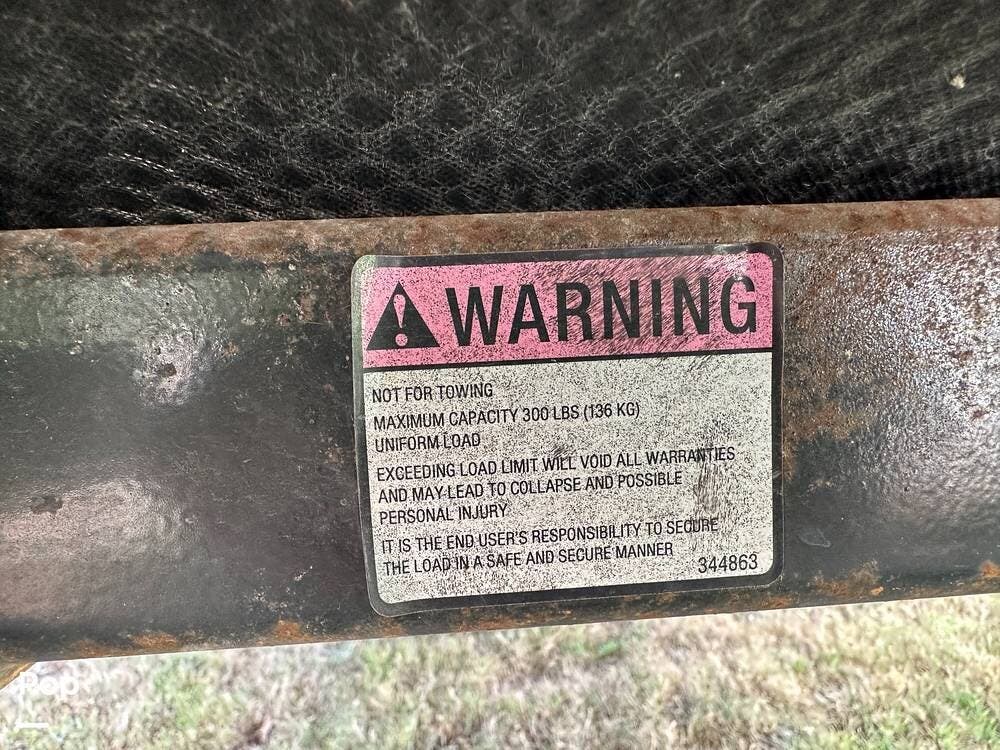 WARNING
NOT FOR TOWING
MAXIMUM CAPACITY 300 LBS (136 KG)
UNIFORM LOAD
EXCEEDING LOAD LIMIT WILL VOID ALL WARRANTIES
AND MAY LEAD TO COLLAPSE AND POSSIBLE
PERSONAL INJURY
IT IS THE END USER'S RESPONSIBILITY TO SECURE
THE LOAD IN A SAFE AND SECURE MANNER
344863
Pop